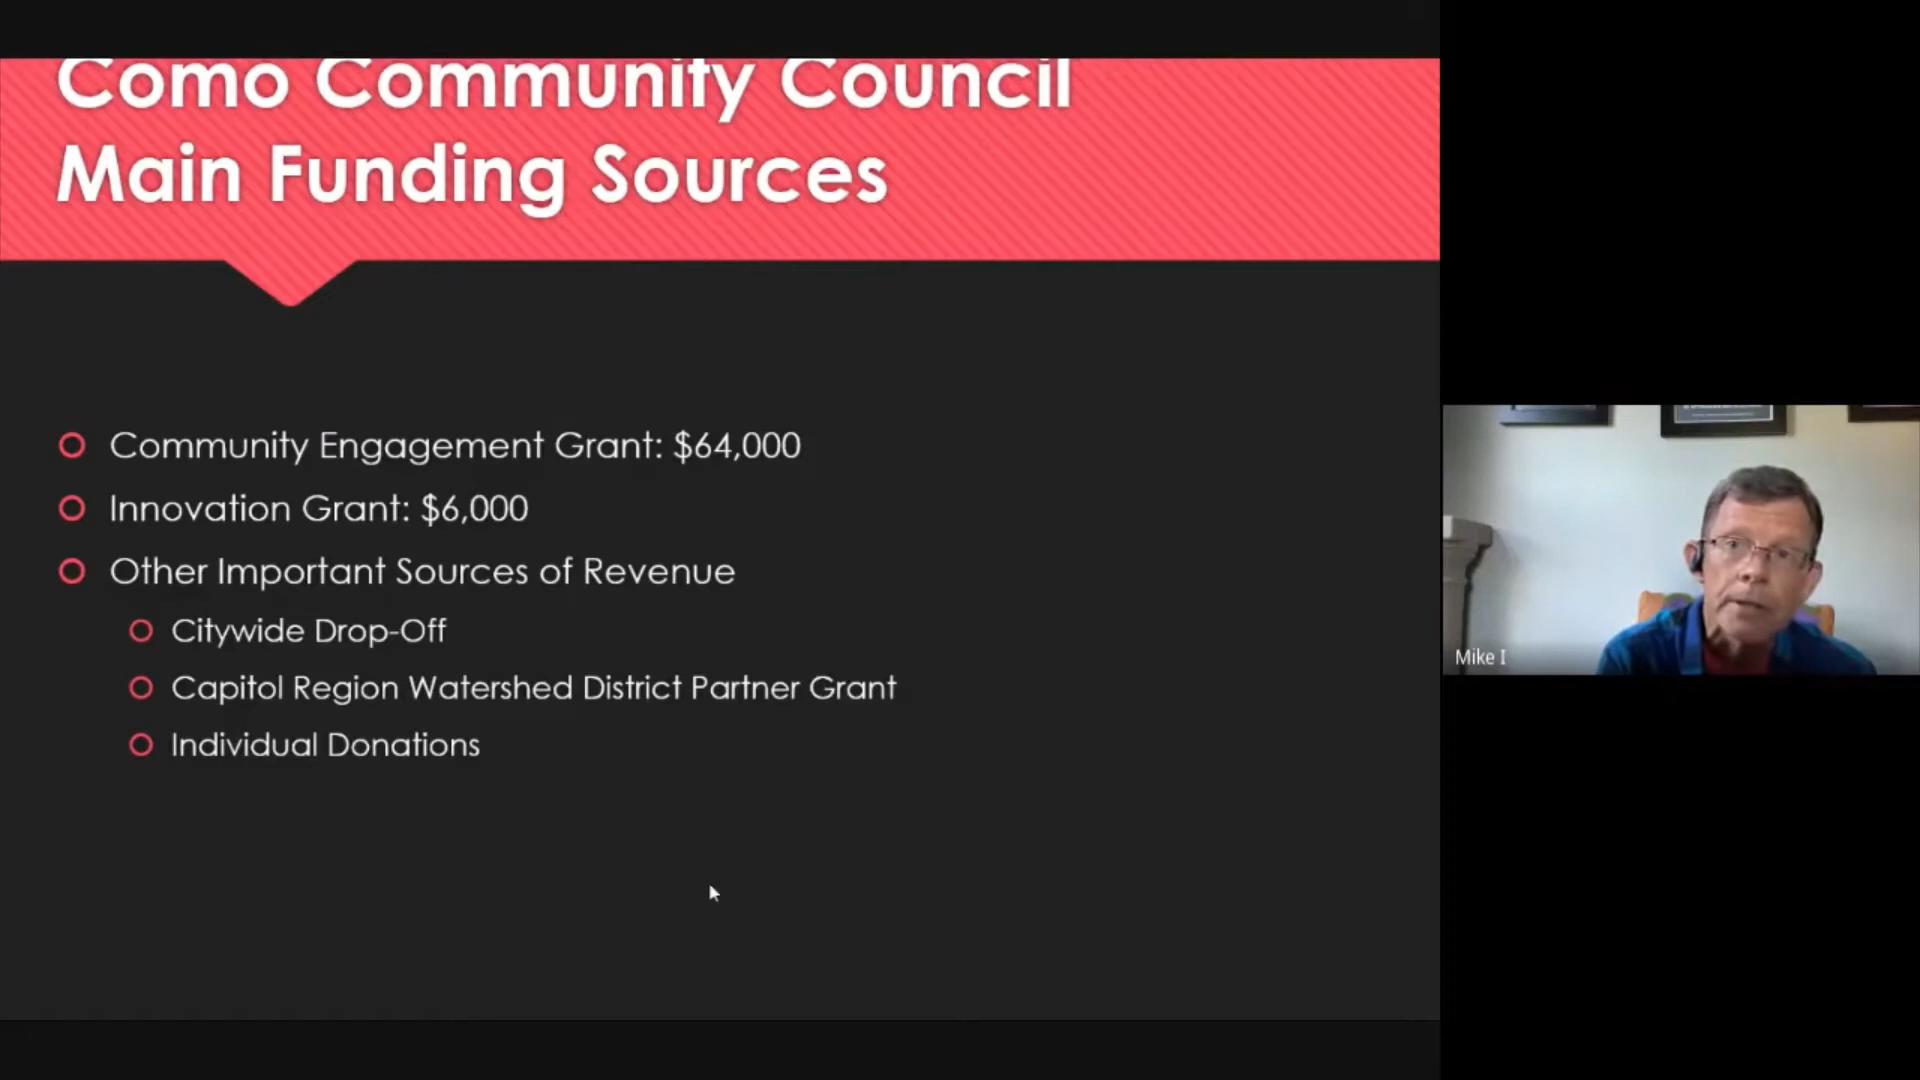 Como Community Council
Main Funding Sources
Community Engagement Grant: $64,000
Innovation Grant: $6,000
Other Important Sources of Revenue
Citywide Drop-Off
Capitol Region Watershed District Partner Grant
Individual Donations
Mike I